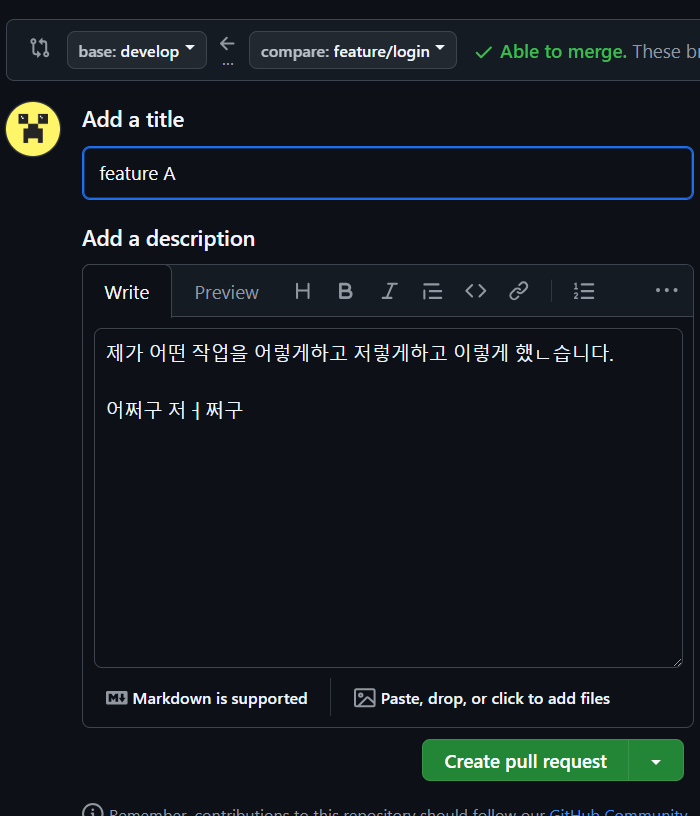 base: develop
compare: feature/login
Able to merge. These
Add a title
feature A
Add a description
Write Preview
제가 어떤 작업을 어렇게하고 저렇게하고 이렇게 했ㄴ습니다.
어쩌구 저ㅓ쩌구
Markdown is supported
Paste, drop, or click to add files
Create pull request
Remember, contributions to this repository should follow our GitHub Community